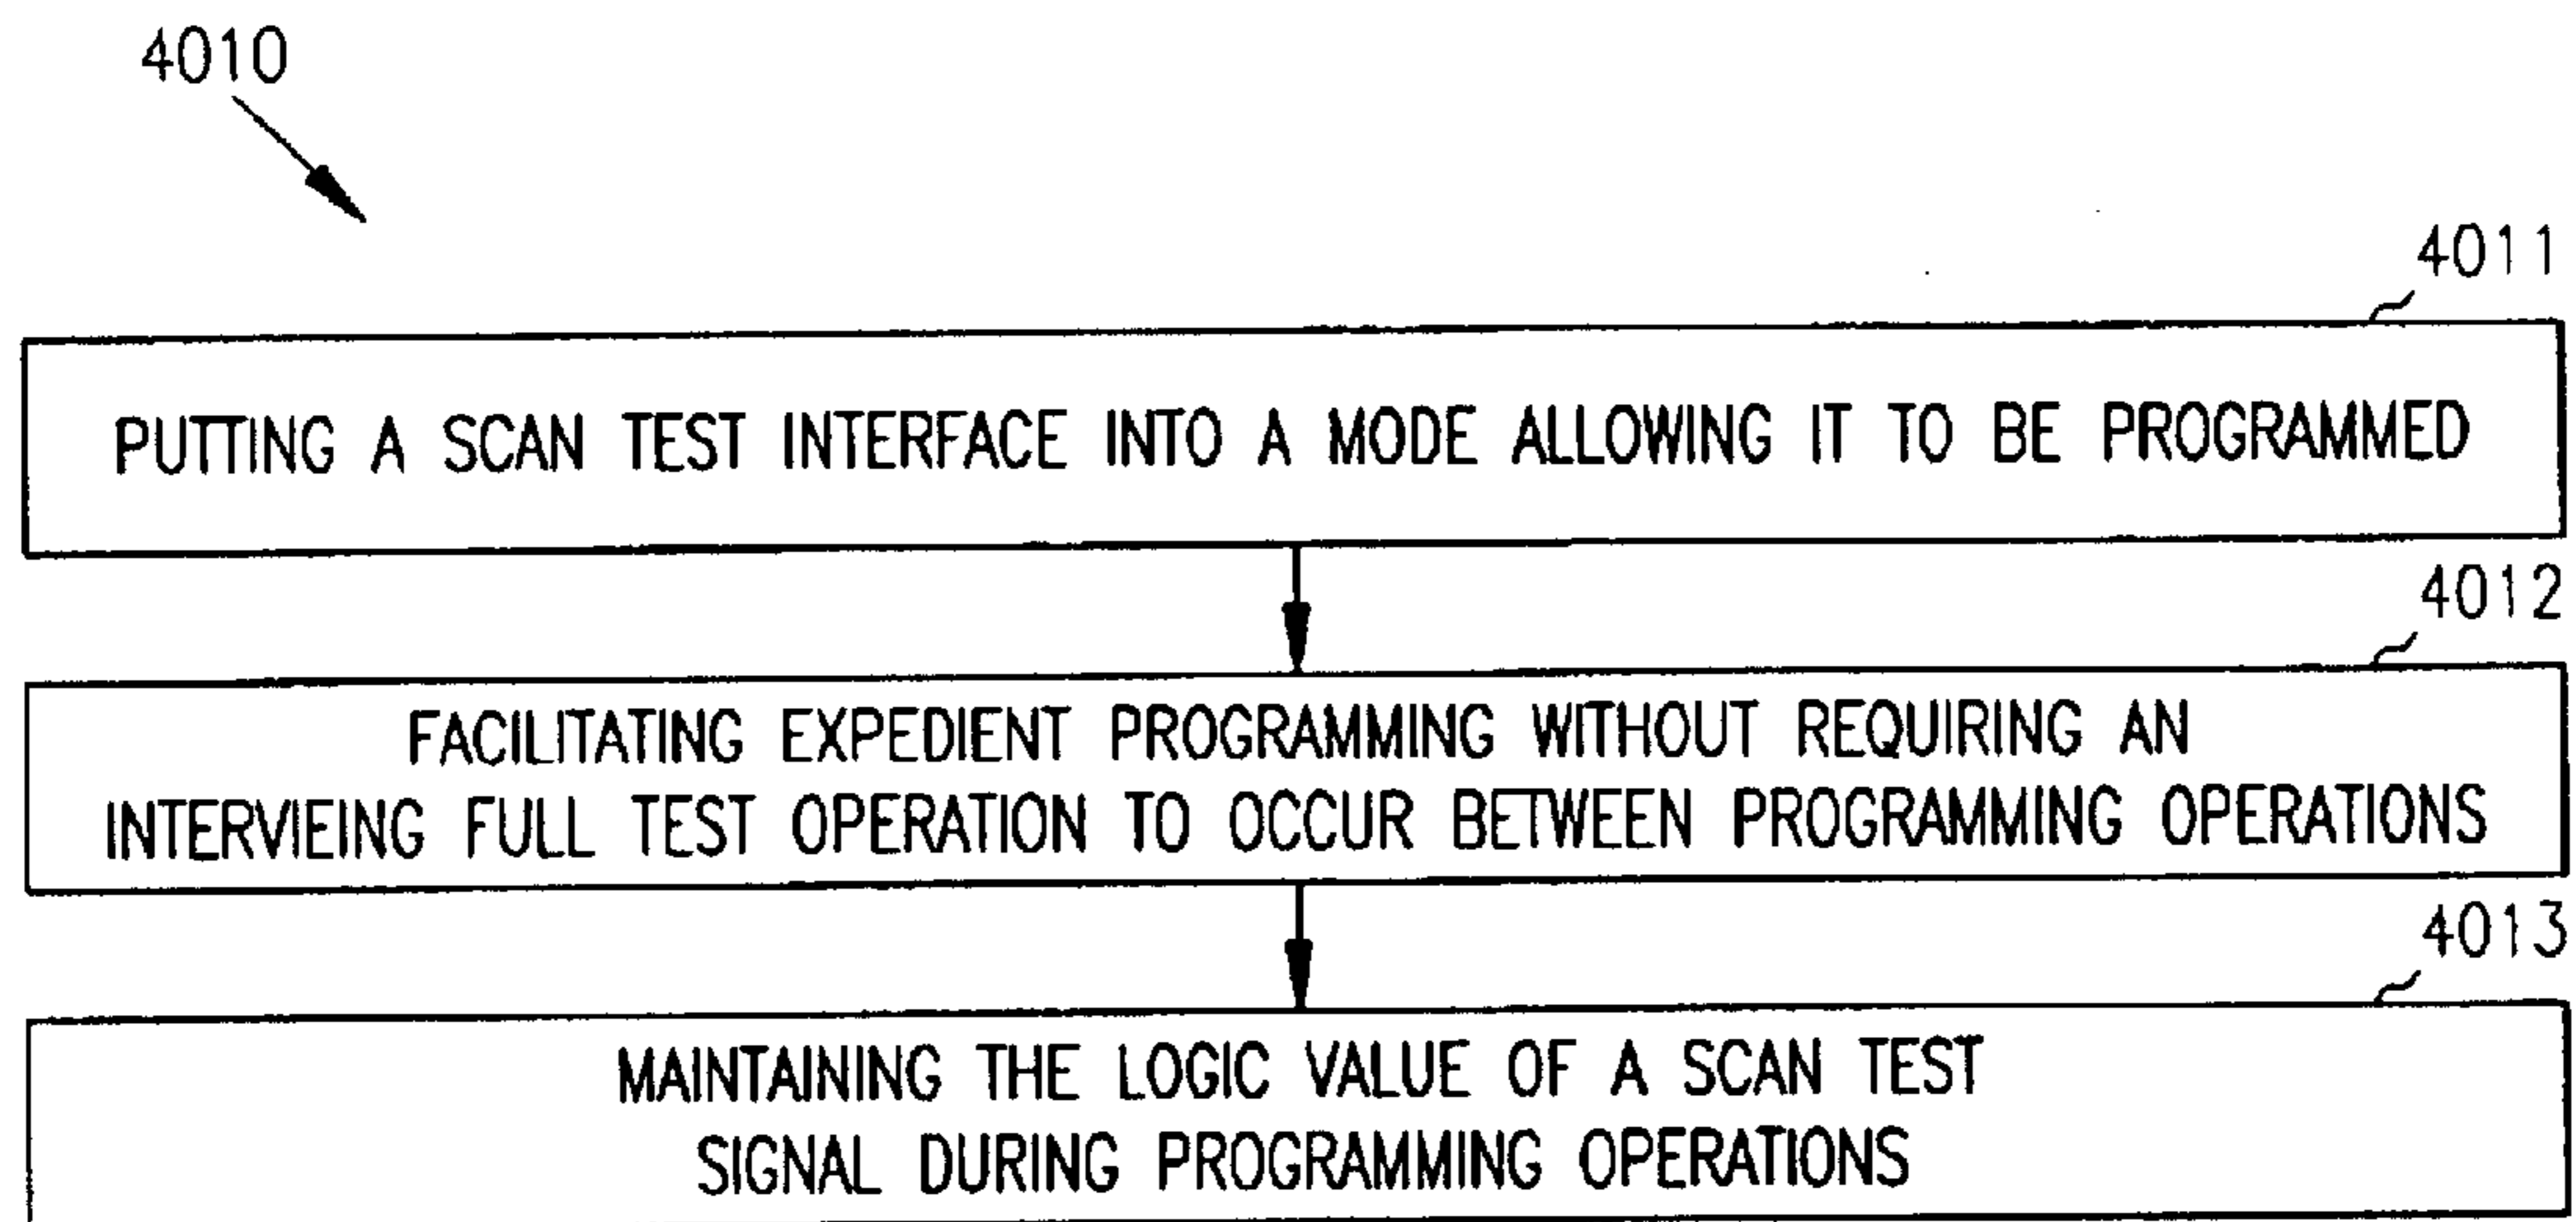 4010
4011
PUTTING A SCAN TEST INTERFACE INTO A MODE ALLOWING IT TO BE PROGRAMMED
4012
FACILITATING EXPEDIENT PROGRAMMING WITHOUT REQUIRING AN
INTERVIEING FULL TEST OPERATION TO OCCUR BETWEEN PROGRAMMING OPERATIONS
4013
MAINTAINING THE LOGIC VALUE OF A SCAN TEST
SIGNAL DURING PROGRAMMING OPERATIONS